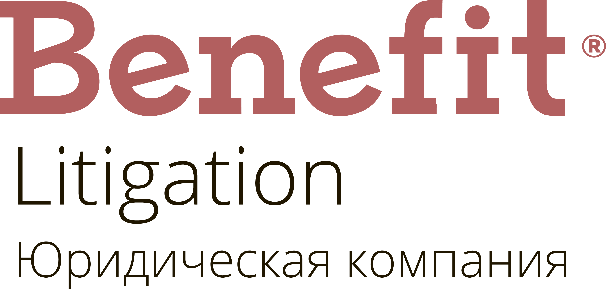 Benefit®
Litigation
Юридическая компания